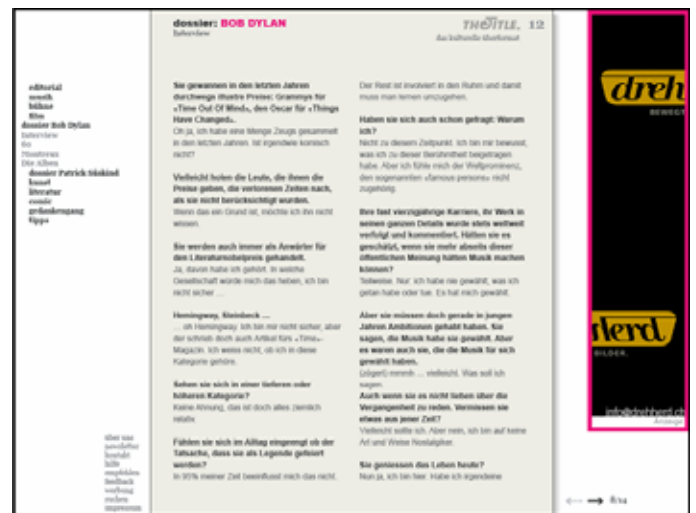 dossier: BOB DYLAN
Interview
THE TITLE. 12
das kulturelle überformat
editorial
musik
bühne
film
dossier Bob Dylan
Interview
60
Die Alben
dossier Patrick Süskind
kunst
literatur
comic
gedankengang
tipps
über uns
newsletter
kontakt
hilfe
empfehlen
feedback
werbung
suchen
impressum
Sie gewannen in den letzten Jahren
durchwegs illustre Preise: Grammys für
«Time Out Of Mind», den Oscar für «Things
Have Changed».
Oh ja, ich habe eine Menge Zeugs gesammelt
in den letzten Jahren. Ist irgendwie komisch
nicht?
Vielleicht holen die Leute, die ihnen die
Preise geben, die verlorenen Zeiten nach,
als sie nicht berücksichtigt wurden.
Wenn das ein Grund ist, möchte ich ihn nicht
wissen.
Sie werden auch immer als Anwärter für
den Literaturnobelpreis gehandelt.
Ja, davon habe ich gehört. In welche
Gesellschaft würde mich das heben, ich bin
nicht sicher ...
Hemingway, Steinbeck ...
... oh Hemingway. Ich bin mir nicht sicher, aber
der schrieb doch auch Artikel fürs «Time»-
Magazin. Ich weiss nicht, ob ich in diese
Kategorie gehöre.
Sehen sie sich in einer tieferen oder
höheren Kategorie?
Keine Ahnung, das ist doch alles ziemlich
relativ.
Fühlen sie sich im Alltag eingeengt ob der
Tatsache, dass sie als Legende gefeiert
werden?
In 95% meiner Zeit beeinflusst mich das nicht.
Der Rest ist involviert in den Ruhm und damit
muss man lernen umzugehen.
Haben sie sich auch schon gefragt: Warum
ich?
Nicht zu diesem Zeitpunkt. Ich bin mir bewusst,
was ich zu dieser Berühmtheit beigetragen
habe. Aber ich fühle mich der Weltprominenz,
den sogenannten «famous persons» nicht
zugehörig.
Ihre fast vierzigjährige Karriere, ihr Werk in
seinen ganzen Details wurde stets weltweit
verfolgt und kommentiert. Hätten sie es
geschätzt, wenn sie mehr abseits dieser
öffentlichen Meinung hätten Musik machen
können?
Teilweise. Nur: ich habe nie gewählt, was ich
getan habe oder tue. Es hat mich gewählt.
Aber sie müssen doch gerade in jungen
Jahren Ambitionen gehabt haben. Sie
sagen, die Musik habe sie gewählt. Aber
es waren auch sie, die die Musik für sich
gewählt haben.
(zögert) mmmh ... vielleicht. Was soll ich
sagen.
Auch wenn sie es nicht lieben über die
Vergangenheit zu reden. Vermissen sie
etwas aus jener Zeit?
Vielleicht sollte ich. Aber nein, ich bin auf keine
Art und Weise Nostalgiker.
Sie geniessen das Leben heute?
Nun ja, ich bin hier. Habe ich irgendeine
dreh
BEWEGT
herd
BILDER.
info@drehherd.ch
Anzeige
8/14